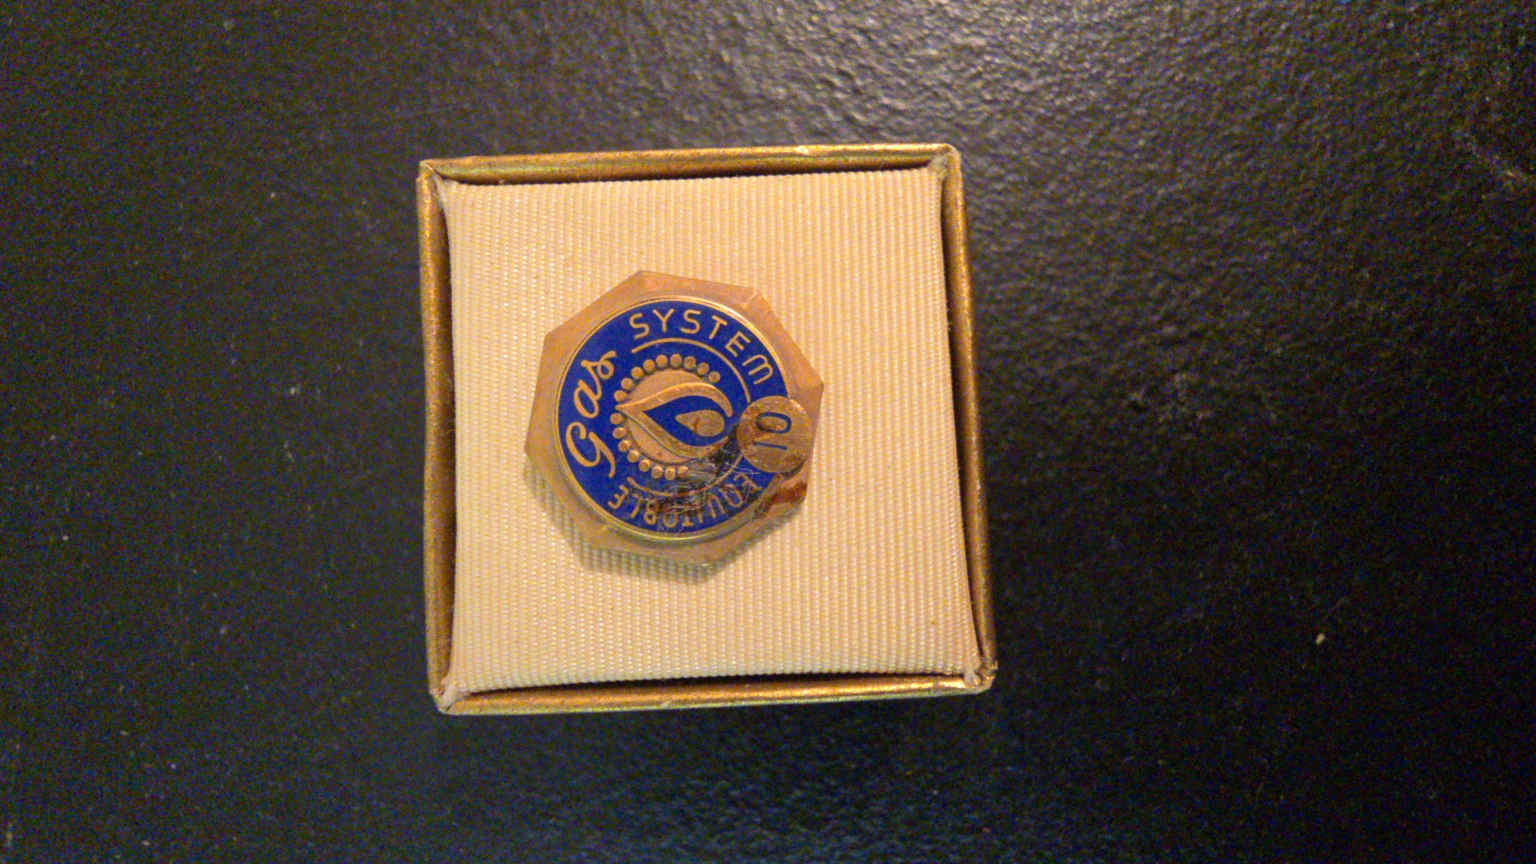 EQUITABLE
gas
SYSTEM
10